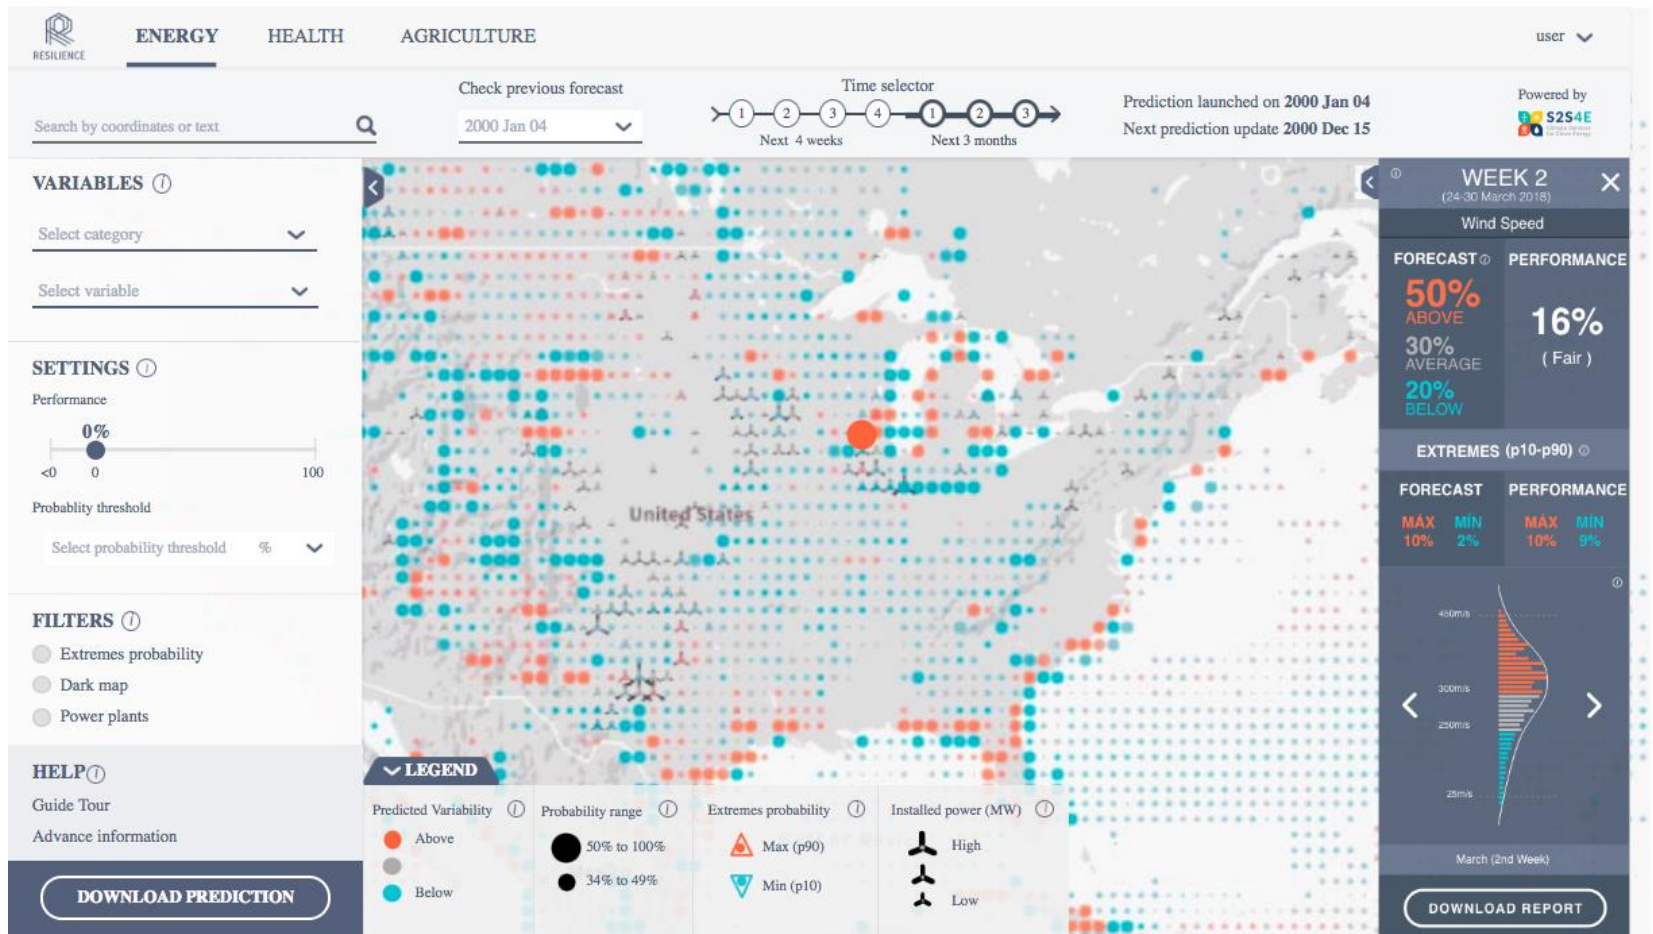 RESILIENCE
ENERGY
HEALTH
AGRICULTURE
user
Search by coordinates or text
Check previous forecast
2000 Jan 04
Time selector
1 2 3 4 1 2 3
Next 4 weeks
Next 3 months
Prediction launched on 2000 Jan 04
Next prediction update 2000 Dec 15
Powered by
S2S4E
VARIABLES
Select category
Select variable
SETTINGS
Performance
0%
<0 0 100
Probablity threshold
Select probability threshold %
FILTERS
Extremes probability
Dark map
Power plants
HELP
Guide Tour
Advance information
DOWNLOAD PREDICTION
United States
LEGEND
Predicted Variability
Above
Below
Probability range
50% to 100%
34% to 49%
Extremes probability
Max (p90)
Min (p10)
Installed power (MW)
High
Low
WEEK 2
(24-30 March 2018)
Wind Speed
FORECAST
50%
ABOVE
30%
AVERAGE
20%
BELOW
PERFORMANCE
16%
( Fair )
EXTREMES (p10-p90)
FORECAST
MÁX MÍN
10% 2%
PERFORMANCE
MÁX MÍN
10% 9%
450m/s
300m/s
250m/s
25m/s
March (2nd Week)
DOWNLOAD REPORT